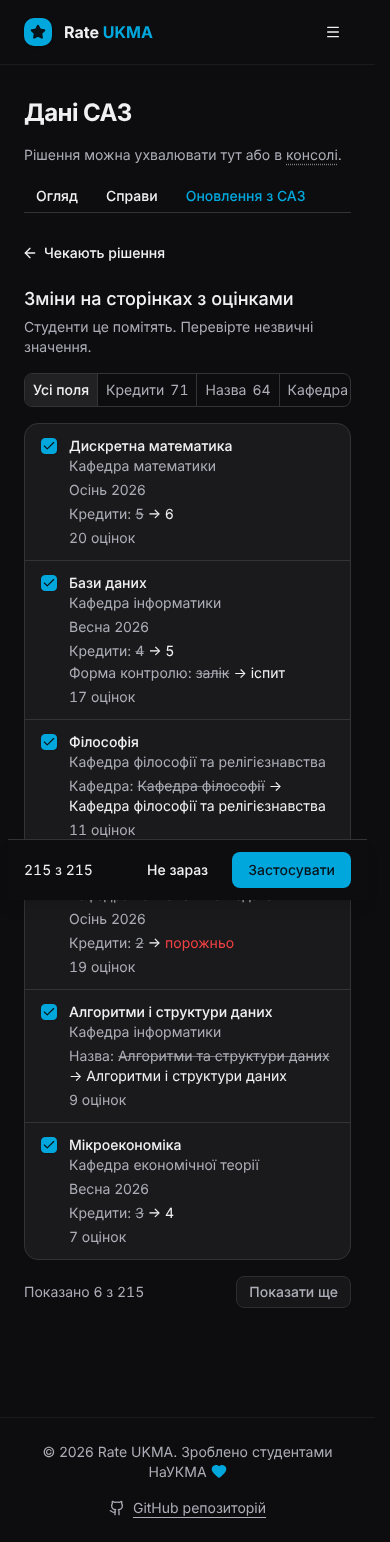 Rate UKMA
Дані САЗ
Рішення можна ухвалювати тут або в консолі.
Огляд Справи Оновлення з САЗ
← Чекають рішення
Зміни на сторінках з оцінками
Студенти це помітять. Перевірте незвичні
значення.
Усі поля Кредити 71 Назва 64 Кафедра
Дискретна математика
Кафедра математики
Осінь 2026
Кредити: 5 → 6
20 оцінок
Бази даних
Кафедра інформатики
Весна 2026
Кредити: 4 → 5
Форма контролю: залік → іспит
17 оцінок
Філософія
Кафедра філософії та релігієзнавства
Кафедра: Кафедра філософії →
Кафедра філософії та релігієзнавства
11 оцінок
215 з 215 Не зараз Застосувати
Осінь 2026
Кредити: 2 → порожньо
19 оцінок
Алгоритми і структури даних
Кафедра інформатики
Назва: Алгоритми та структури даних
→ Алгоритми і структури даних
9 оцінок
Мікроекономіка
Кафедра економічної теорії
Весна 2026
Кредити: 3 → 4
7 оцінок
Показано 6 з 215 Показати ще
© 2026 Rate UKMA. Зроблено студентами
НаУКМА
GitHub репозиторій